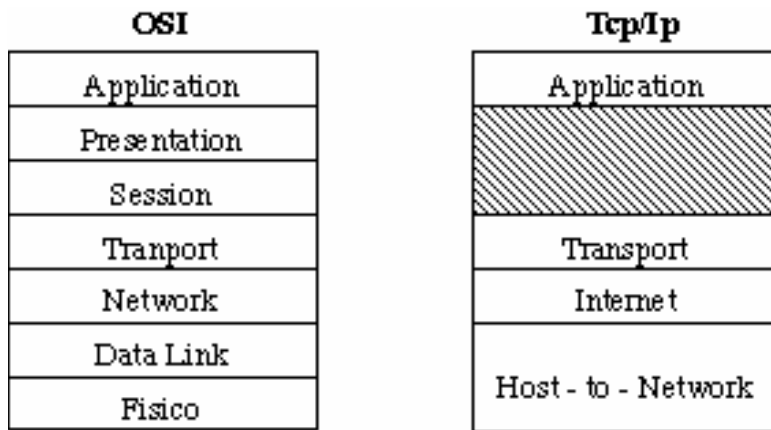 OSI
Application
Presentation
Session
Tranport
Network
Data Link
Fisico
Tcp/Ip
Application
Transport
Internet
Host - to - Network